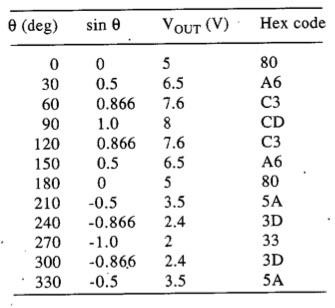 θ (deg) sin θ VOUT (V) Hex code
0 0 5 80
30 0.5 6.5 A6
60 0.866 7.6 C3
90 1.0 8 CD
120 0.866 7.6 C3
150 0.5 6.5 A6
180 0 5 80
210 -0.5 3.5 5A
240 -0.866 2.4 3D
270 -1.0 2 33
300 -0.866 2.4 3D
330 -0.5 3.5 5A